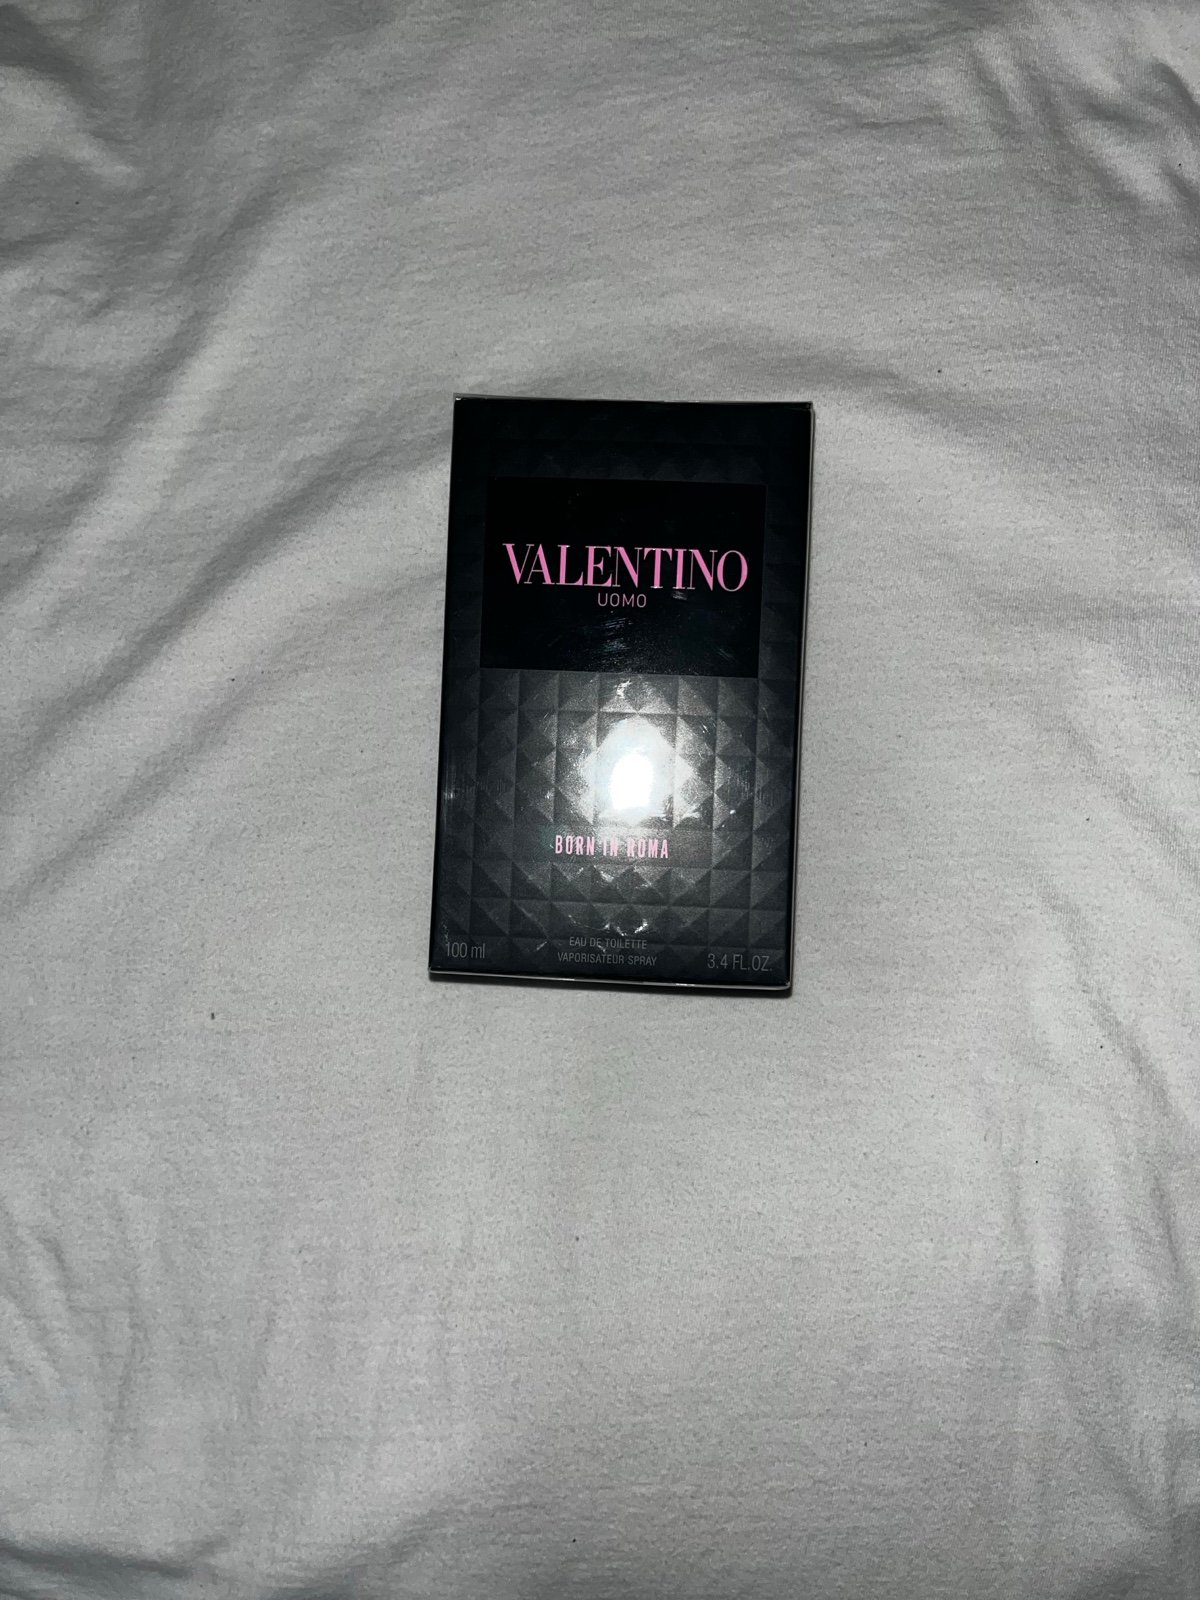 VALENTINO
UOMO
BORN IN ROMA
EAU DE TOILETTE
100 ml VAPORISATEUR SPRAY 3.4 FL.OZ.